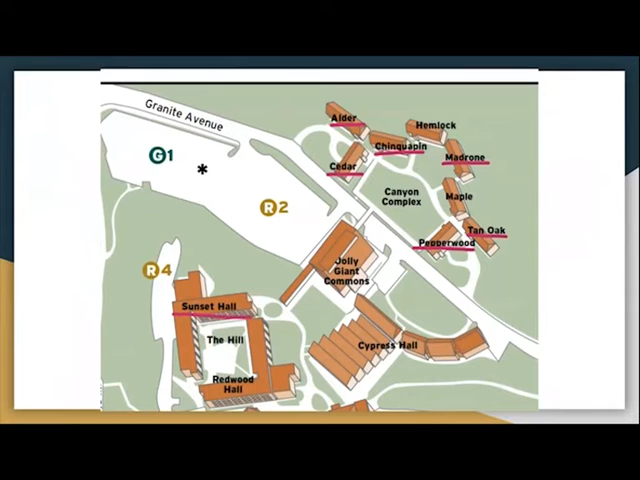 Granite Avenue
G1
*
R2
R4
Alder
Hemlock
Chinquapin
Madrone
Cedar
Canyon
Complex
Maple
Tan Oak
Pepperwood
Jolly
Giant
Commons
Sunset Hall
The Hill
Cypress Hall
Redwood
Hall